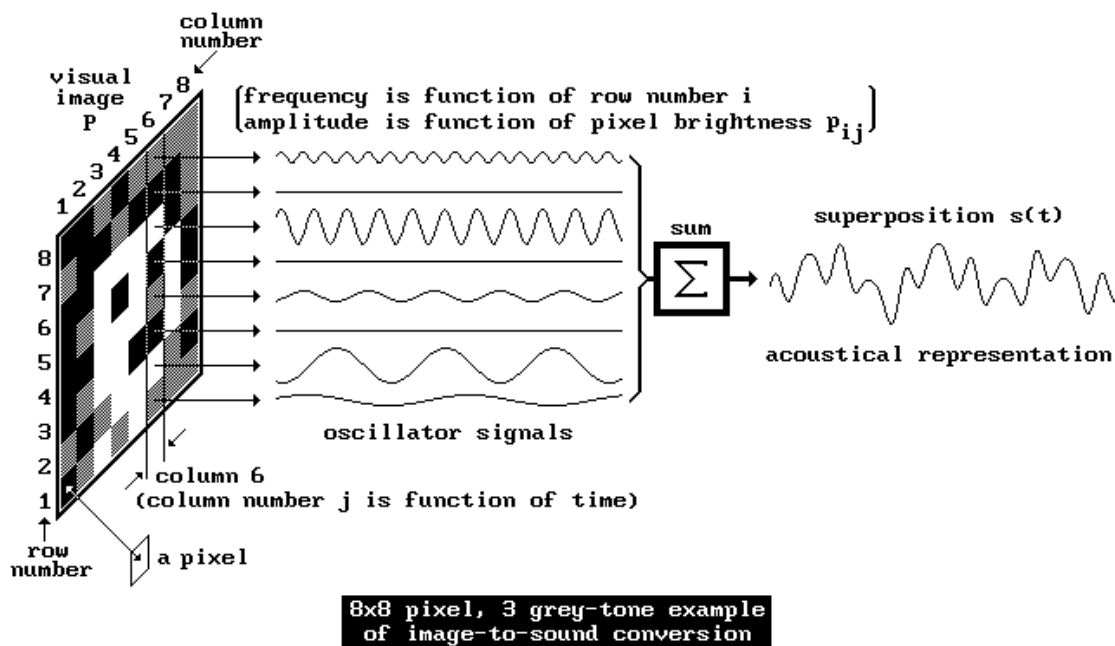 column
number
visual
image
P
1 2 3 4 5 6 7 8
frequency is function of row number i
amplitude is function of pixel brightness p_ij
8
7
6
5
4
3
2
1
sum
Σ
superposition s(t)
acoustical representation
oscillator signals
column 6
(column number j is function of time)
row
number
a pixel
8x8 pixel, 3 grey-tone example
of image-to-sound conversion